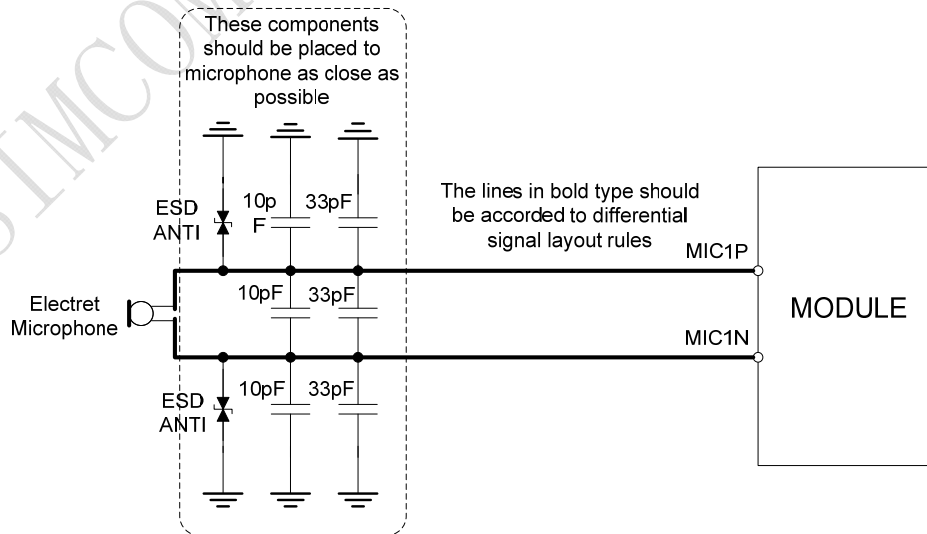 SIMCOM
These components
should be placed to
microphone as close as
possible
ESD
ANTI
10p
F
33pF
The lines in bold type should
be accorded to differential
signal layout rules
MIC1P
Electret
Microphone
10pF
33pF
MODULE
MIC1N
ESD
ANTI
10pF
33pF